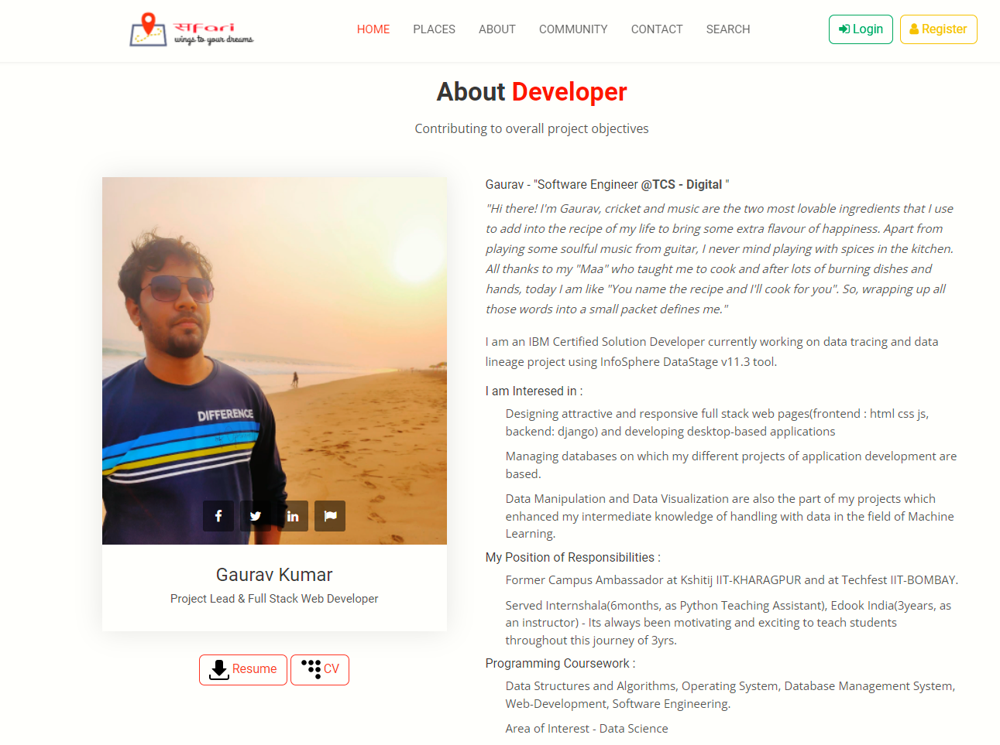 सफari
wings to your dreams
HOME PLACES ABOUT COMMUNITY CONTACT SEARCH
Login Register
About Developer
Contributing to overall project objectives
DIFFERENCE
Gaurav Kumar
Project Lead & Full Stack Web Developer
Resume CV
Gaurav - "Software Engineer @TCS - Digital "
"Hi there! I'm Gaurav, cricket and music are the two most lovable ingredients that I use
to add into the recipe of my life to bring some extra flavour of happiness. Apart from
playing some soulful music from guitar, I never mind playing with spices in the kitchen.
All thanks to my "Maa" who taught me to cook and after lots of burning dishes and
hands, today I am like "You name the recipe and I'll cook for you". So, wrapping up all
those words into a small packet defines me."
I am an IBM Certified Solution Developer currently working on data tracing and data
lineage project using InfoSphere DataStage v11.3 tool.
I am Interesed in :
Designing attractive and responsive full stack web pages(frontend : html css js,
backend: django) and developing desktop-based applications
Managing databases on which my different projects of application development are
based.
Data Manipulation and Data Visualization are also the part of my projects which
enhanced my intermediate knowledge of handling with data in the field of Machine
Learning.
My Position of Responsibilities :
Former Campus Ambassador at Kshitij IIT-KHARAGPUR and at Techfest IIT-BOMBAY.
Served Internshala(6months, as Python Teaching Assistant), Edook India(3years, as
an instructor) - Its always been motivating and exciting to teach students
throughout this journey of 3yrs.
Programming Coursework :
Data Structures and Algorithms, Operating System, Database Management System,
Web-Development, Software Engineering.
Area of Interest - Data Science